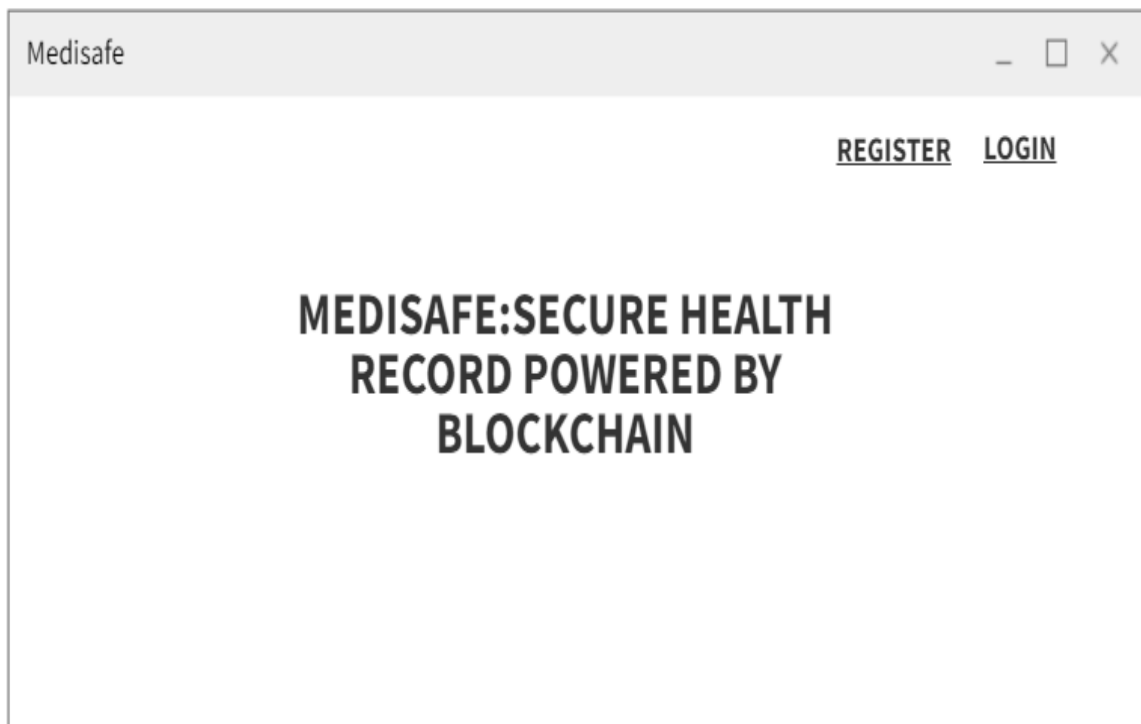 Medisafe
REGISTER LOGIN
MEDISAFE:SECURE HEALTH
RECORD POWERED BY
BLOCKCHAIN